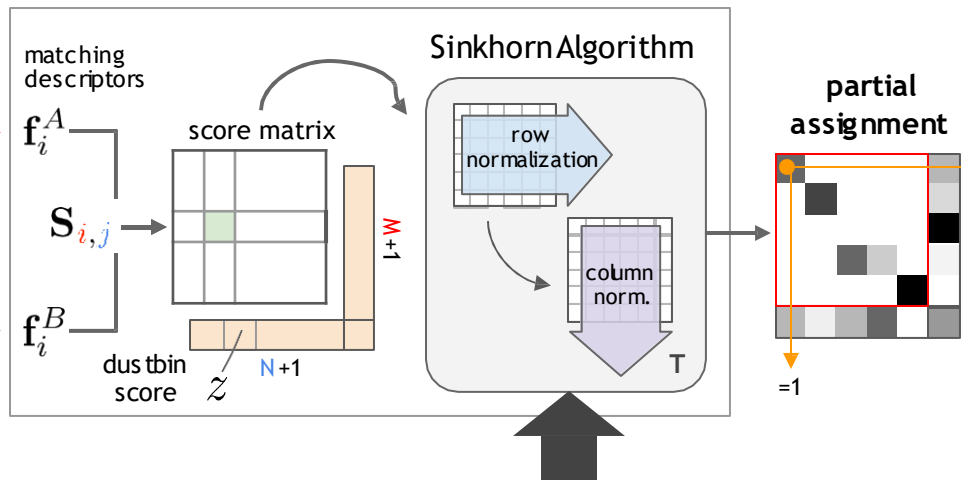 matching
descriptors
f_i^A
S_{i,j}
f_i^B
score matrix
M+1
N+1
dustbin
score
z
Sinkhorn Algorithm
row
normalization
column
norm.
T
partial
assignment
=1